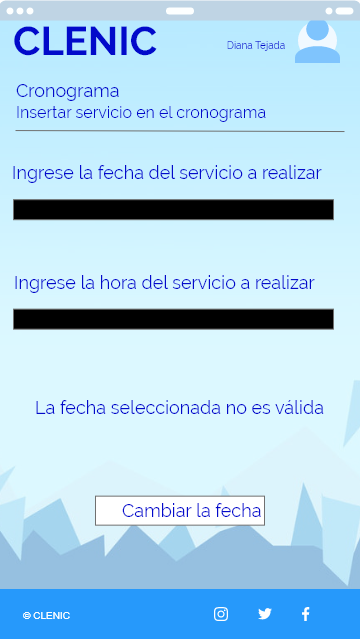 CLENIC
Diana Tejada
Cronograma
Insertar servicio en el cronograma
Ingrese la fecha del servicio a realizar
Ingrese la hora del servicio a realizar
La fecha seleccionada no es válida
Cambiar la fecha
© CLENIC